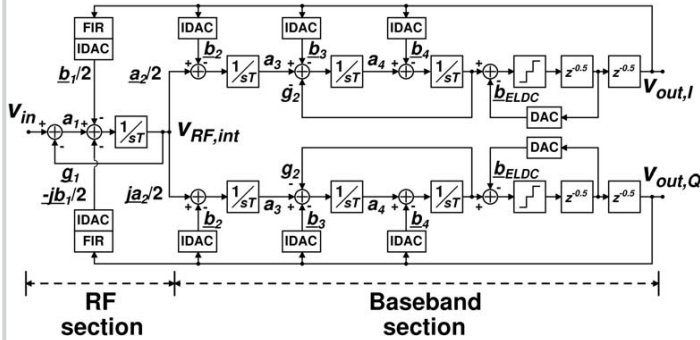 FIR IDAC IDAC IDAC
IDAC
b1/2 a2/2 b2 b3 b4
1/sT a3 1/sT a4 1/sT z-0.5 z-0.5
g2 bELDC vout,I
DAC
vin a1 1/sT vRF,int
g1
DAC
-jb1/2 ja2/2 g2 bELDC vout,Q
1/sT a3 1/sT a4 1/sT z-0.5 z-0.5
b2 b3 b4
IDAC IDAC IDAC IDAC
FIR
RF Baseband
section section